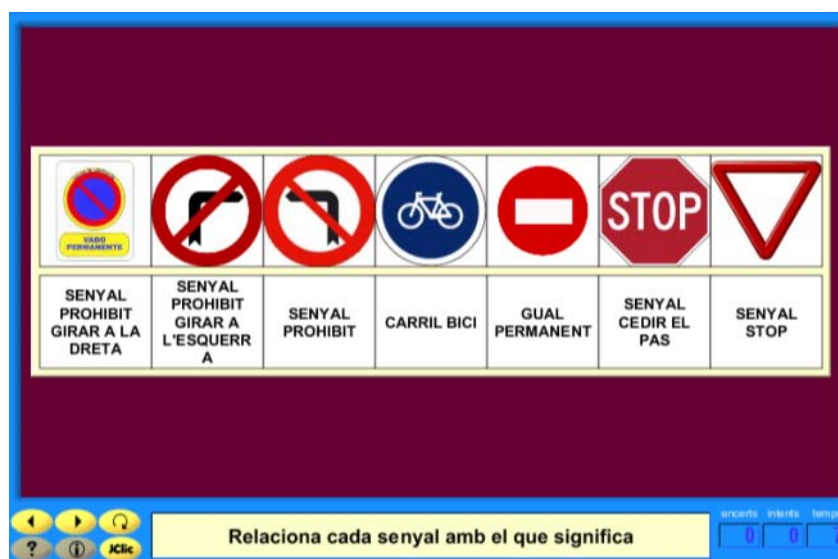 VADO
PERMANENTE
STOP
SENYAL
PROHIBIT
GIRAR A LA
DRETA
SENYAL
PROHIBIT
GIRAR A
L'ESQUERR
A
SENYAL
PROHIBIT
CARRIL BICI
GUAL
PERMANENT
SENYAL
CEDIR EL
PAS
SENYAL
STOP
Relaciona cada senyal amb el que significa
encerts intents
0 0
? JClic